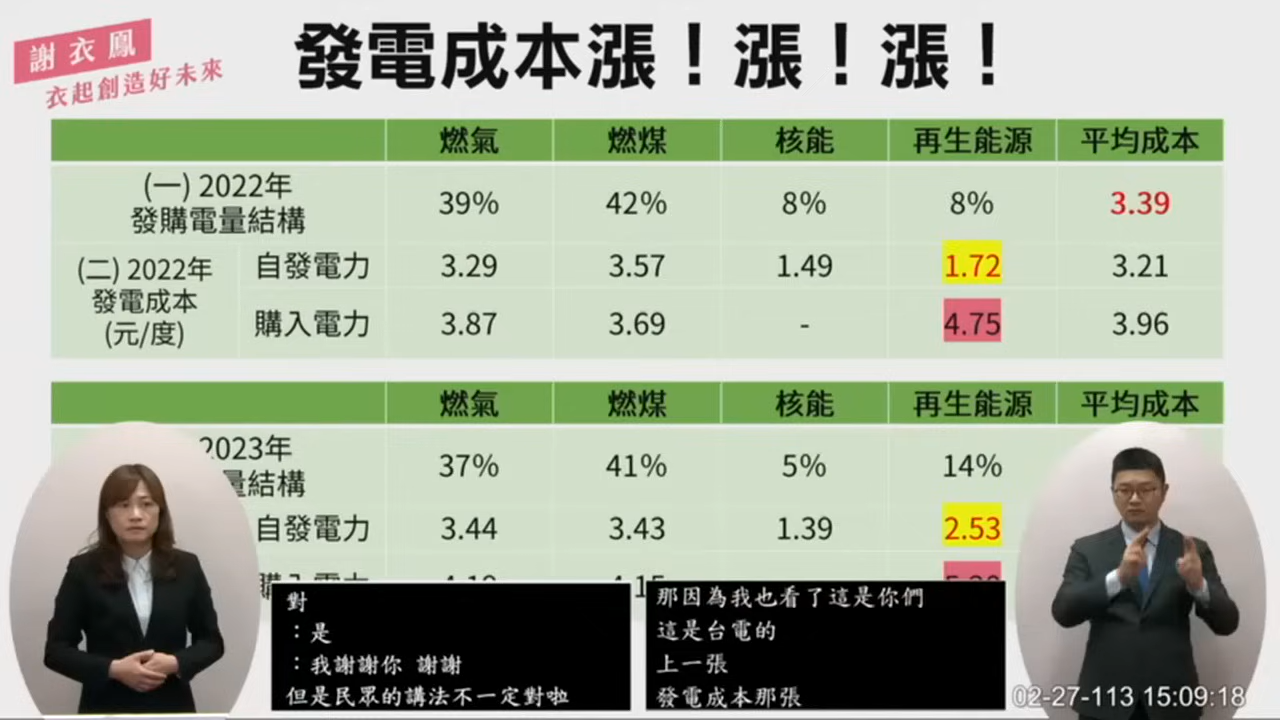 謝衣鳳
衣起創造好未來
發電成本漲！漲！漲！
燃氣 燃煤 核能 再生能源 平均成本
(一) 2022年
發購電量結構 39% 42% 8% 8% 3.39
(二) 2022年
發電成本
(元/度)
自發電力 3.29 3.57 1.49 1.72 3.21
購入電力 3.87 3.69 - 4.75 3.96
燃氣 燃煤 核能 再生能源 平均成本
2023年
量結構 37% 41% 5% 14%
自發電力 3.44 3.43 1.39 2.53
購入電力
對
：是
：我謝謝你 謝謝
但是民眾的講法不一定對啦
那因為我也看了這是你們
這是台電的
上一張
發電成本那張
02-27-113 15:09:18